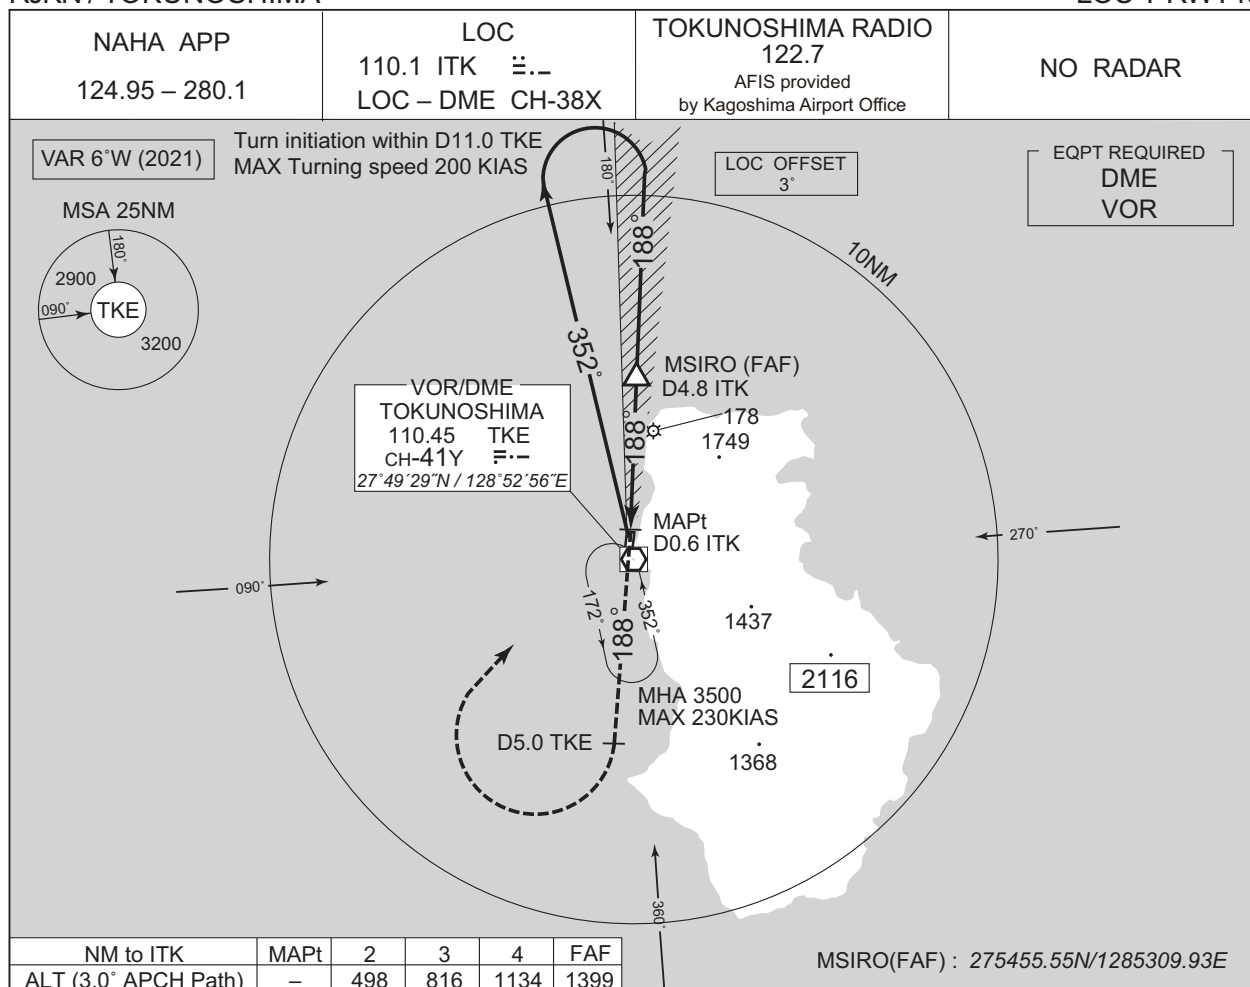 RJKN / TOKUNOSHIMA
NAHA APP
124.95 – 280.1
LOC
110.1 ITK
LOC – DME CH-38X
TOKUNOSHIMA RADIO
122.7
AFIS provided
by Kagoshima Airport Office
NO RADAR
VAR 6˚W (2021)
Turn initiation within D11.0 TKE
MAX Turning speed 200 KIAS
LOC OFFSET
3˚
EQPT REQUIRED
DME
VOR
MSA 25NM
180˚
2900
090˚
TKE
3200
180˚
188˚
10NM
352˚
MSIRO (FAF)
D4.8 ITK
178
1749
188˚
VOR/DME
TOKUNOSHIMA
110.45 TKE
CH-41Y
27˚49´29˝N / 128˚52´56˝E
MAPt
D0.6 ITK
270˚
090˚
172˚
188˚
352˚
1437
2116
MHA 3500
MAX 230KIAS
D5.0 TKE
1368
360˚
NM to ITK MAPt 2 3 4 FAF
ALT (3.0˚ APCH Path) – 498 816 1134 1399
MSIRO(FAF) : 275455.55N/1285309.93E